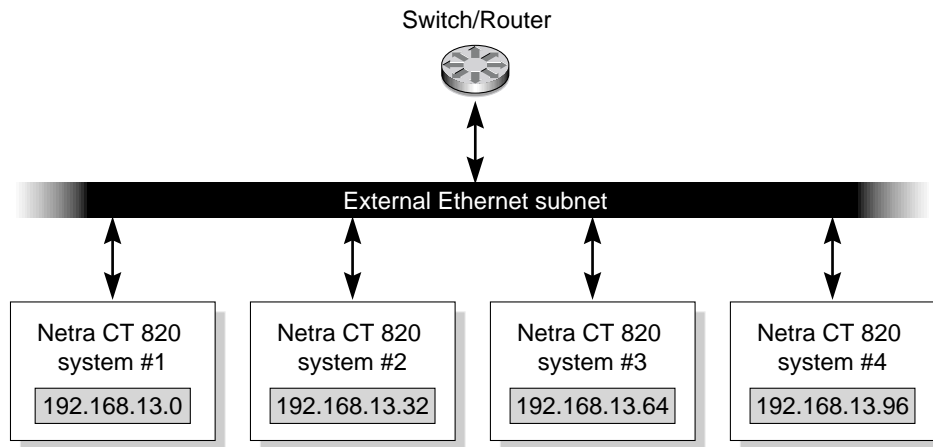 Switch/Router
External Ethernet subnet
Netra CT 820
system #1
192.168.13.0
Netra CT 820
system #2
192.168.13.32
Netra CT 820
system #3
192.168.13.64
Netra CT 820
system #4
192.168.13.96